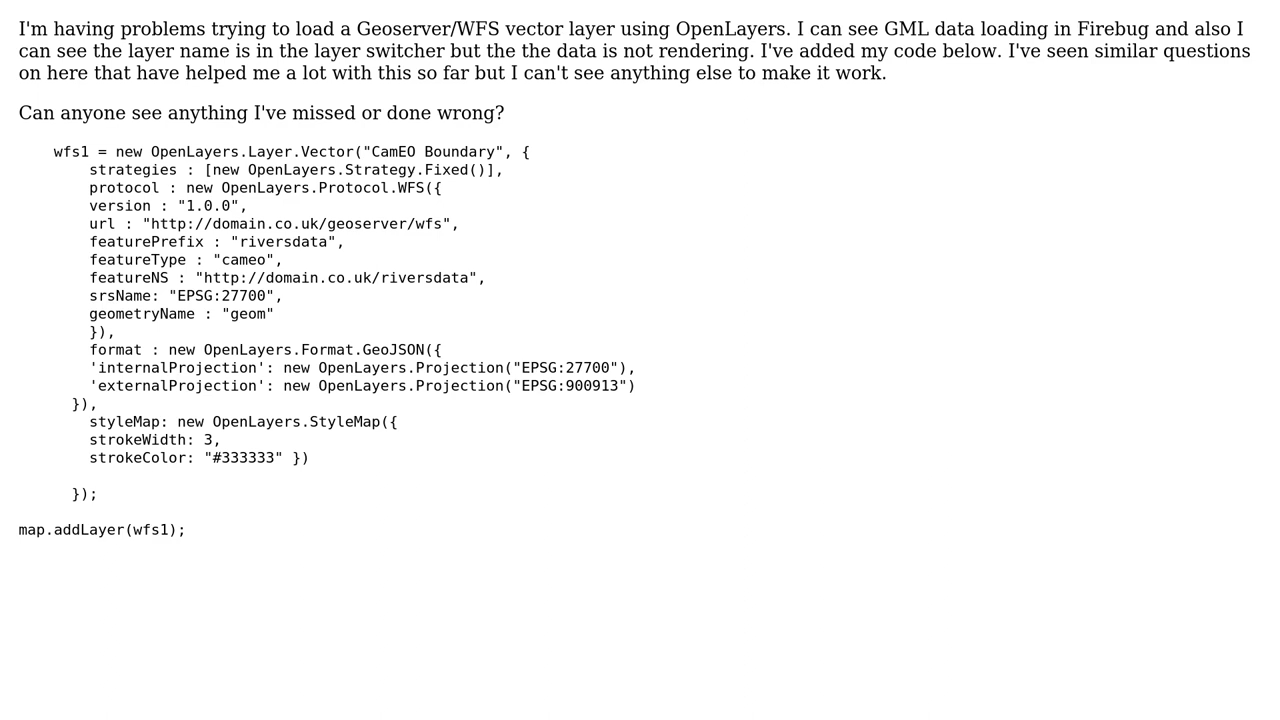 I'm having problems trying to load a Geoserver/WFS vector layer using OpenLayers. I can see GML data loading in Firebug and also I
can see the layer name is in the layer switcher but the the data is not rendering. I've added my code below. I've seen similar questions
on here that have helped me a lot with this so far but I can't see anything else to make it work.
Can anyone see anything I've missed or done wrong?
    wfs1 = new OpenLayers.Layer.Vector("CamEO Boundary", {
        strategies : [new OpenLayers.Strategy.Fixed()],
        protocol : new OpenLayers.Protocol.WFS({
        version : "1.0.0",
        url : "http://domain.co.uk/geoserver/wfs",
        featurePrefix : "riversdata",
        featureType : "cameo",
        featureNS : "http://domain.co.uk/riversdata",
        srsName: "EPSG:27700",
        geometryName : "geom"
        }),
        format : new OpenLayers.Format.GeoJSON({
        'internalProjection': new OpenLayers.Projection("EPSG:27700"),
        'externalProjection': new OpenLayers.Projection("EPSG:900913")
      }),
        styleMap: new OpenLayers.StyleMap({
        strokeWidth: 3,
        strokeColor: "#333333" })
      });
map.addLayer(wfs1);